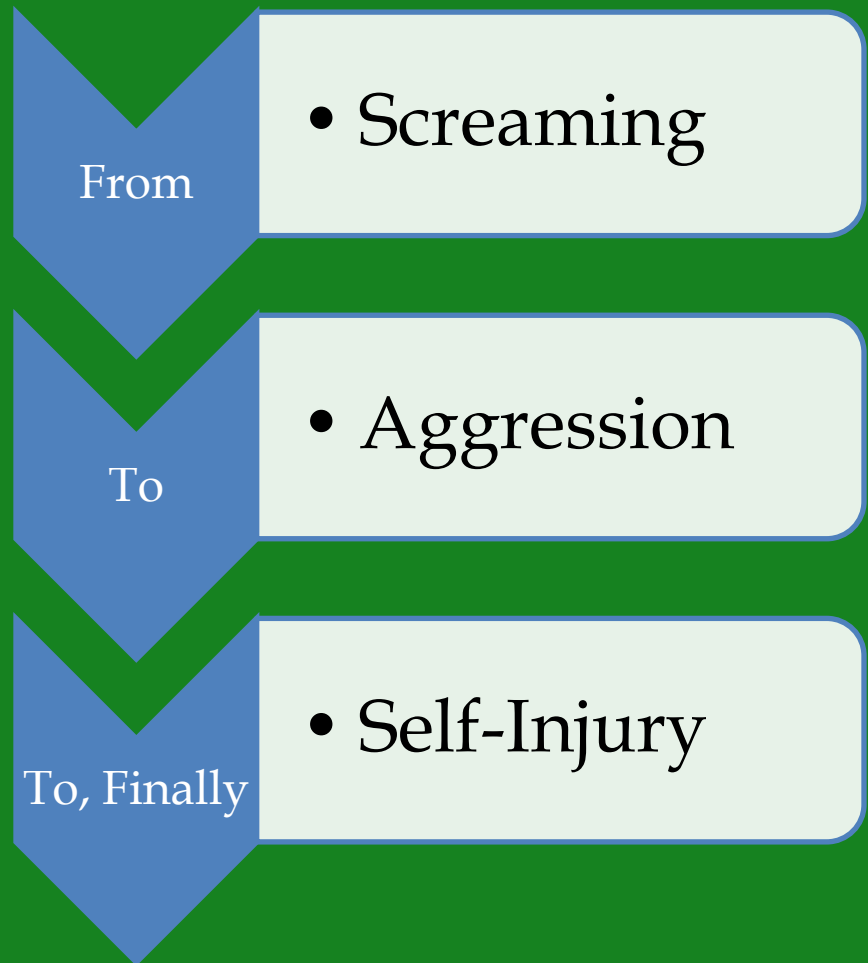 From
• Screaming
To
• Aggression
To, Finally
• Self-Injury